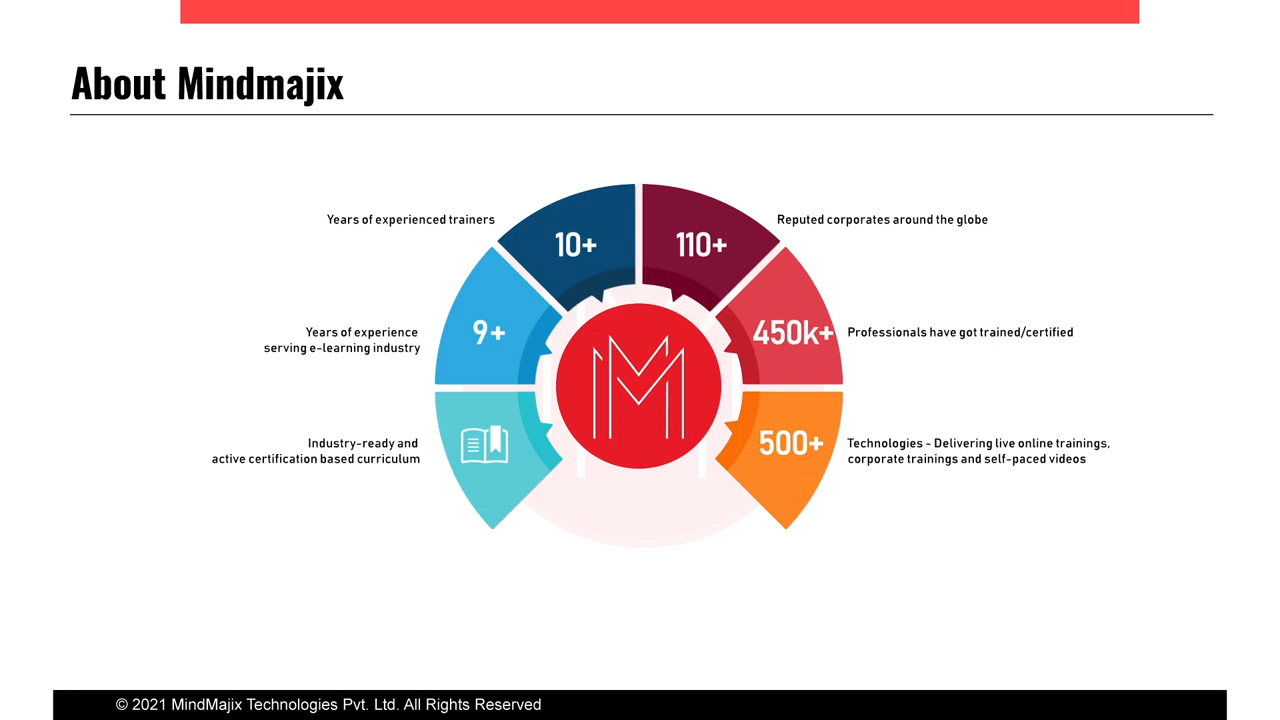 About Mindmajix
Years of experienced trainers
10+
110+
Reputed corporates around the globe
Years of experience
serving e-learning industry
9+
450k+
Professionals have got trained/certified
Industry-ready and
active certification based curriculum
500+
Technologies - Delivering live online trainings,
corporate trainings and self-paced videos
© 2021 MindMajix Technologies Pvt. Ltd. All Rights Reserved